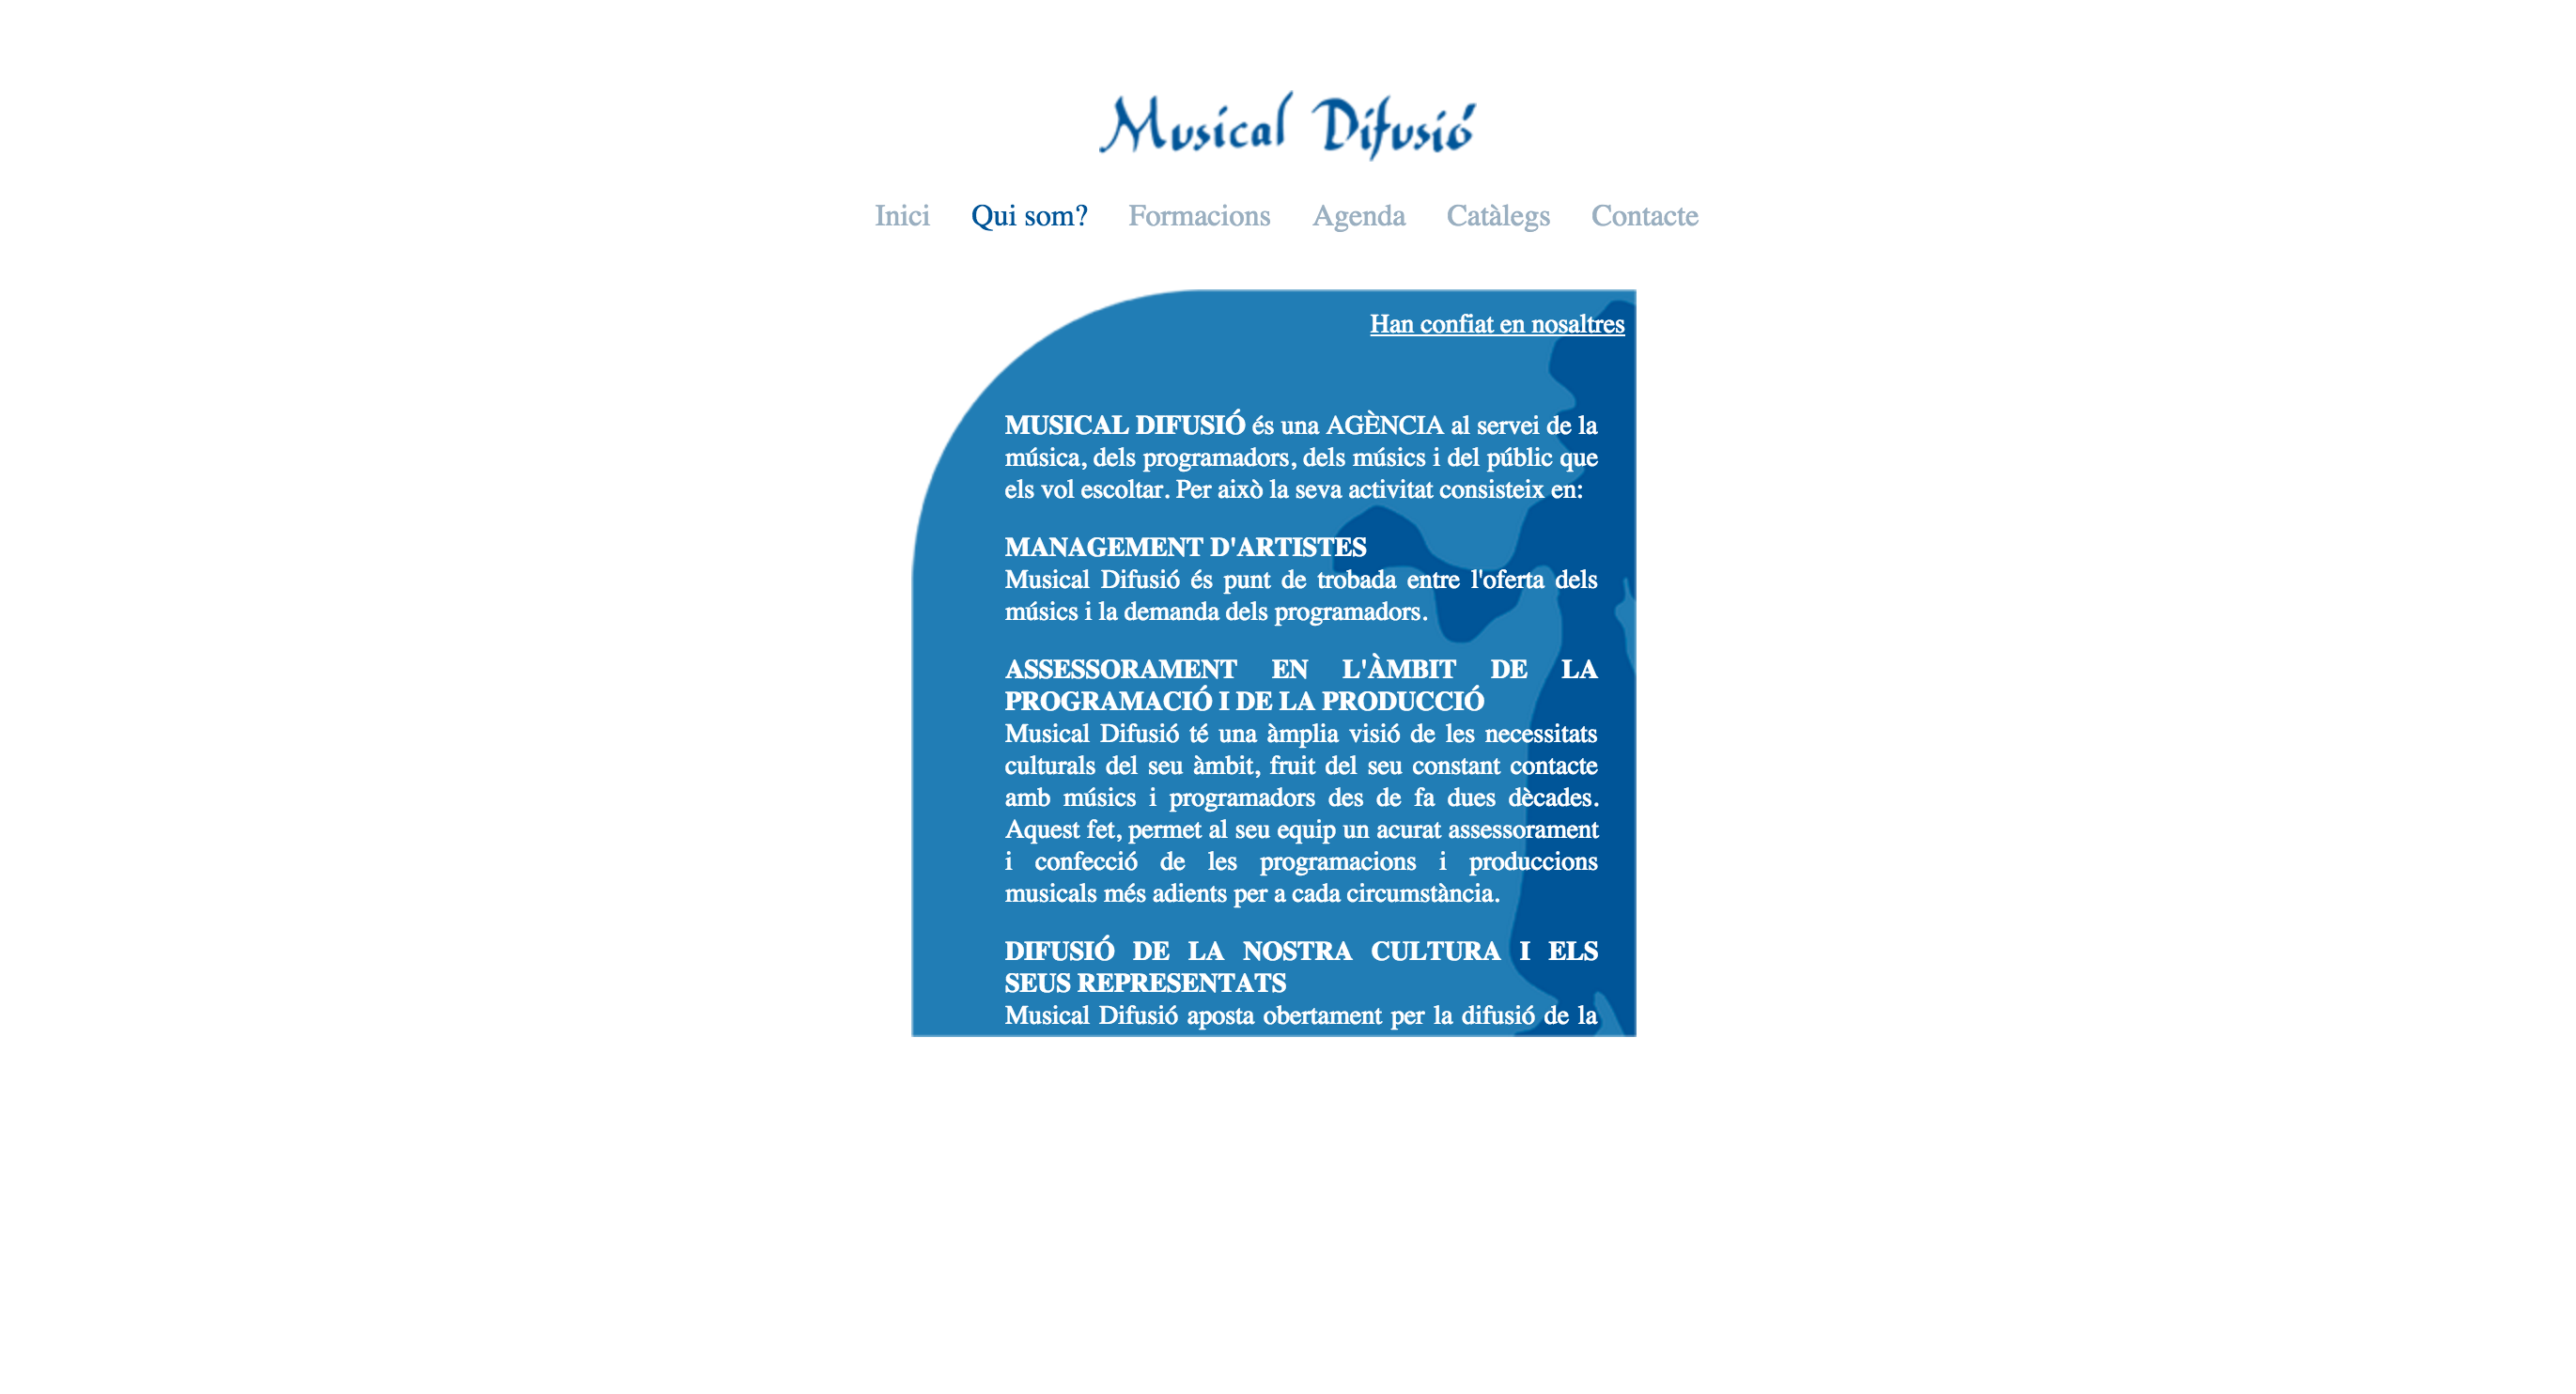 Musical Difusió
Inici Qui som? Formacions Agenda Catàlegs Contacte
Han confiat en nosaltres
MUSICAL DIFUSIÓ és una AGÈNCIA al servei de la
música, dels programadors, dels músics i del públic que
els vol escoltar. Per això la seva activitat consisteix en:
MANAGEMENT D'ARTISTES
Musical Difusió és punt de trobada entre l'oferta dels
músics i la demanda dels programadors.
ASSESSORAMENT EN L'ÀMBIT DE LA
PROGRAMACIÓ I DE LA PRODUCCIÓ
Musical Difusió té una àmplia visió de les necessitats
culturals del seu àmbit, fruit del seu constant contacte
amb músics i programadors des de fa dues dècades.
Aquest fet, permet al seu equip un acurat assessorament
i confecció de les programacions i produccions
musicals més adients per a cada circumstància.
DIFUSIÓ DE LA NOSTRA CULTURA I ELS
SEUS REPRESENTATS
Musical Difusió aposta obertament per la difusió de la